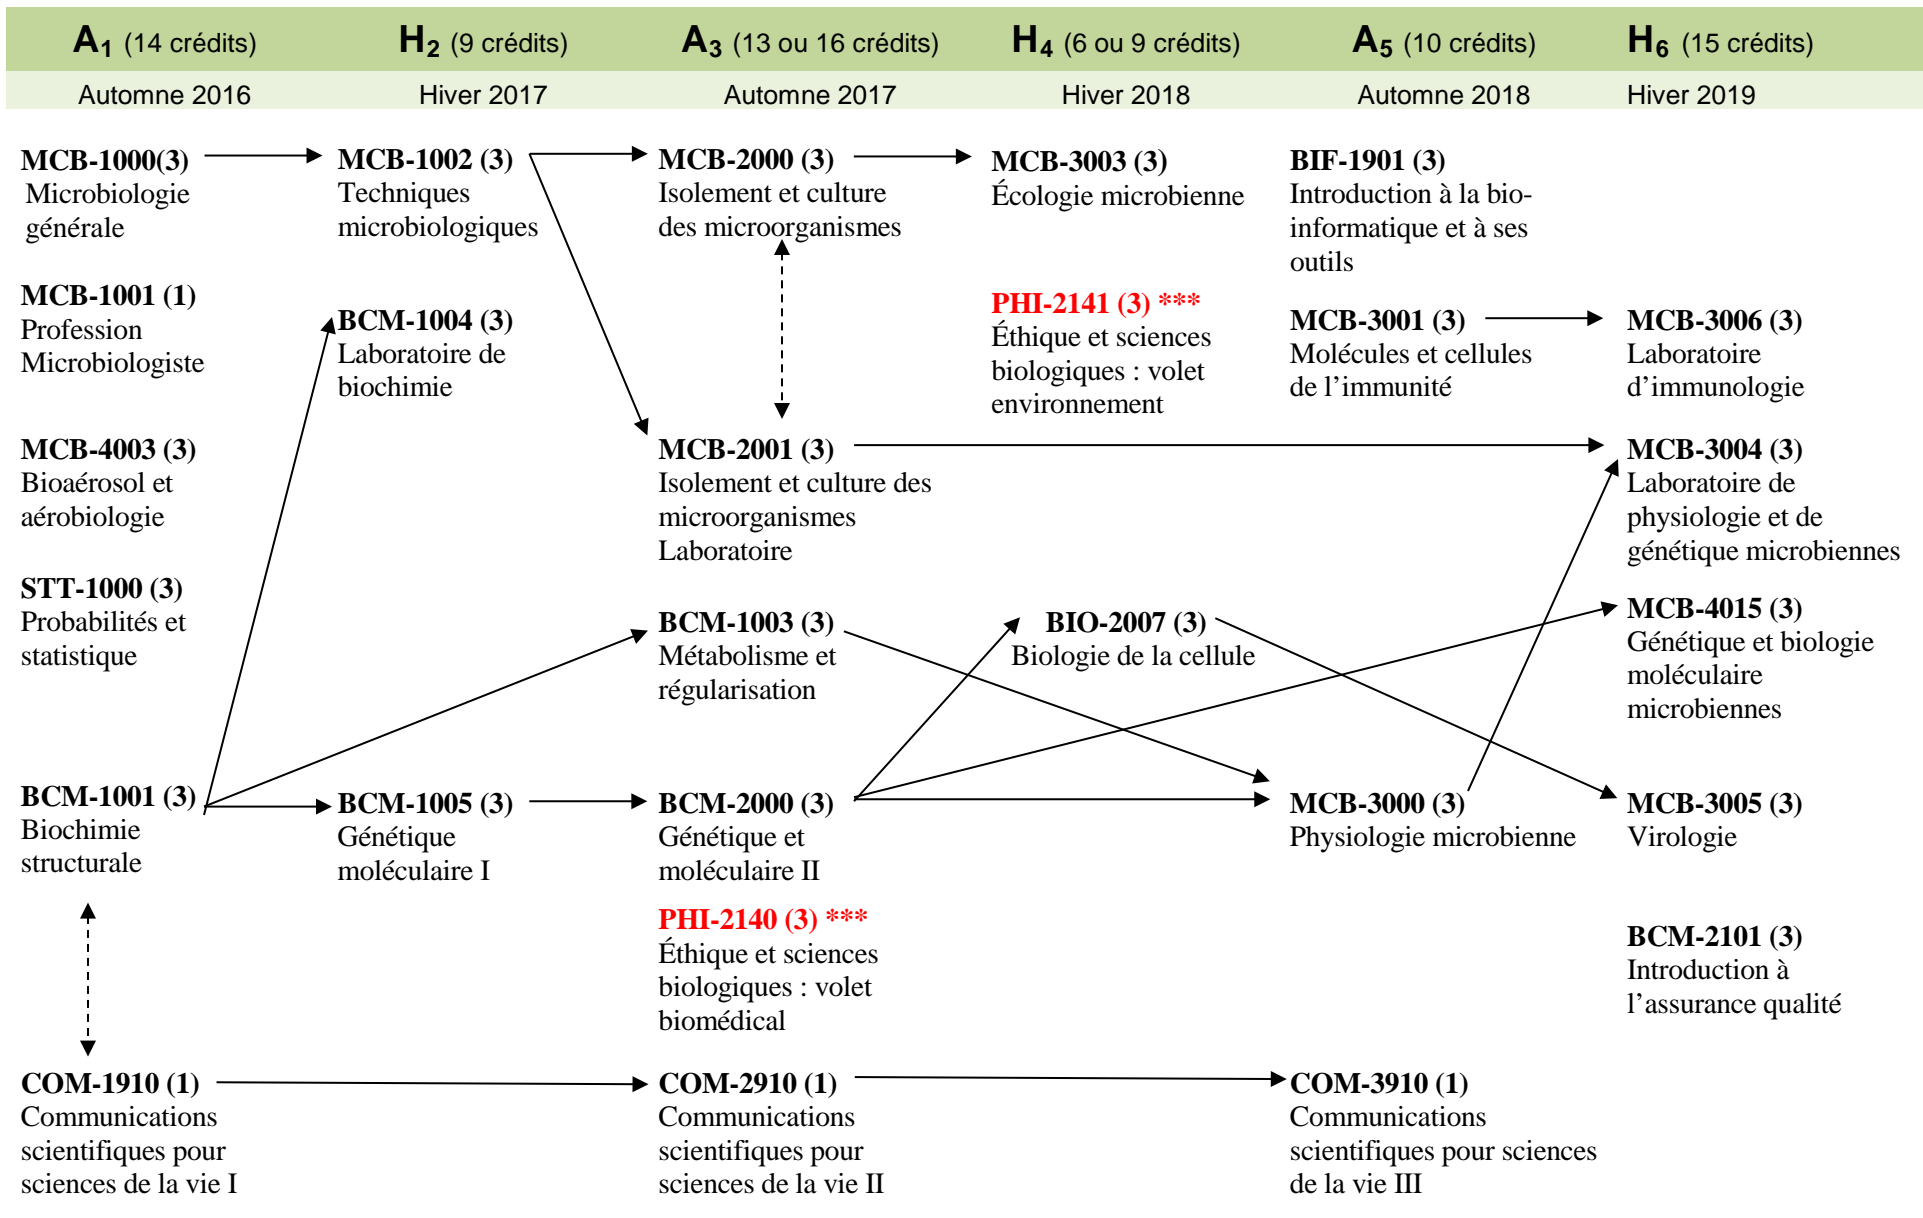 A1 (14 crédits)
H2 (9 crédits)
A3 (13 ou 16 crédits)
H4 (6 ou 9 crédits)
A5 (10 crédits)
H6 (15 crédits)
Automne 2016
Hiver 2017
Automne 2017
Hiver 2018
Automne 2018
Hiver 2019
MCB-1000(3)
Microbiologie
générale
MCB-1001 (1)
Profession
Microbiologiste
MCB-4003 (3)
Bioaérosol et
aérobiologie
STT-1000 (3)
Probabilités et
statistique
BCM-1001 (3)
Biochimie
structurale
COM-1910 (1)
Communications
scientifiques pour
sciences de la vie I
MCB-1002 (3)
Techniques
microbiologiques
BCM-1004 (3)
Laboratoire de
biochimie
BCM-1005 (3)
Génétique
moléculaire I
MCB-2000 (3)
Isolement et culture
des microorganismes
MCB-2001 (3)
Isolement et culture des
microorganismes
Laboratoire
BCM-1003 (3)
Métabolisme et
régularisation
BCM-2000 (3)
Génétique et
moléculaire II
PHI-2140 (3) ***
Éthique et sciences
biologiques : volet
biomédical
COM-2910 (1)
Communications
scientifiques pour
sciences de la vie II
MCB-3003 (3)
Écologie microbienne
PHI-2141 (3) ***
Éthique et sciences
biologiques : volet
environnement
BIO-2007 (3)
Biologie de la cellule
BIF-1901 (3)
Introduction à la bio-
informatique et à ses
outils
MCB-3001 (3)
Molécules et cellules
de l’immunité
MCB-3000 (3)
Physiologie microbienne
COM-3910 (1)
Communications
scientifiques pour sciences
de la vie III
MCB-3006 (3)
Laboratoire
d’immunologie
MCB-3004 (3)
Laboratoire de
physiologie et de
génétique microbiennes
MCB-4015 (3)
Génétique et biologie
moléculaire
microbiennes
MCB-3005 (3)
Virologie
BCM-2101 (3)
Introduction à
l’assurance qualité